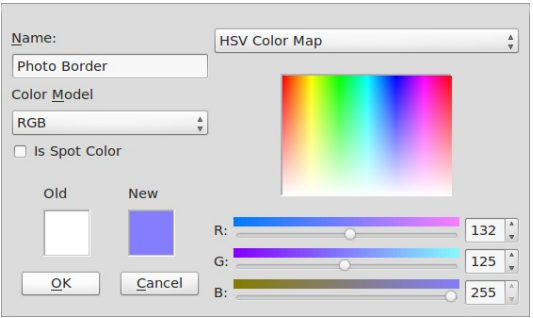 Name:
Photo Border
Color Model
RGB
Is Spot Color
Old New
OK Cancel
HSV Color Map
R: 132
G: 125
B: 255